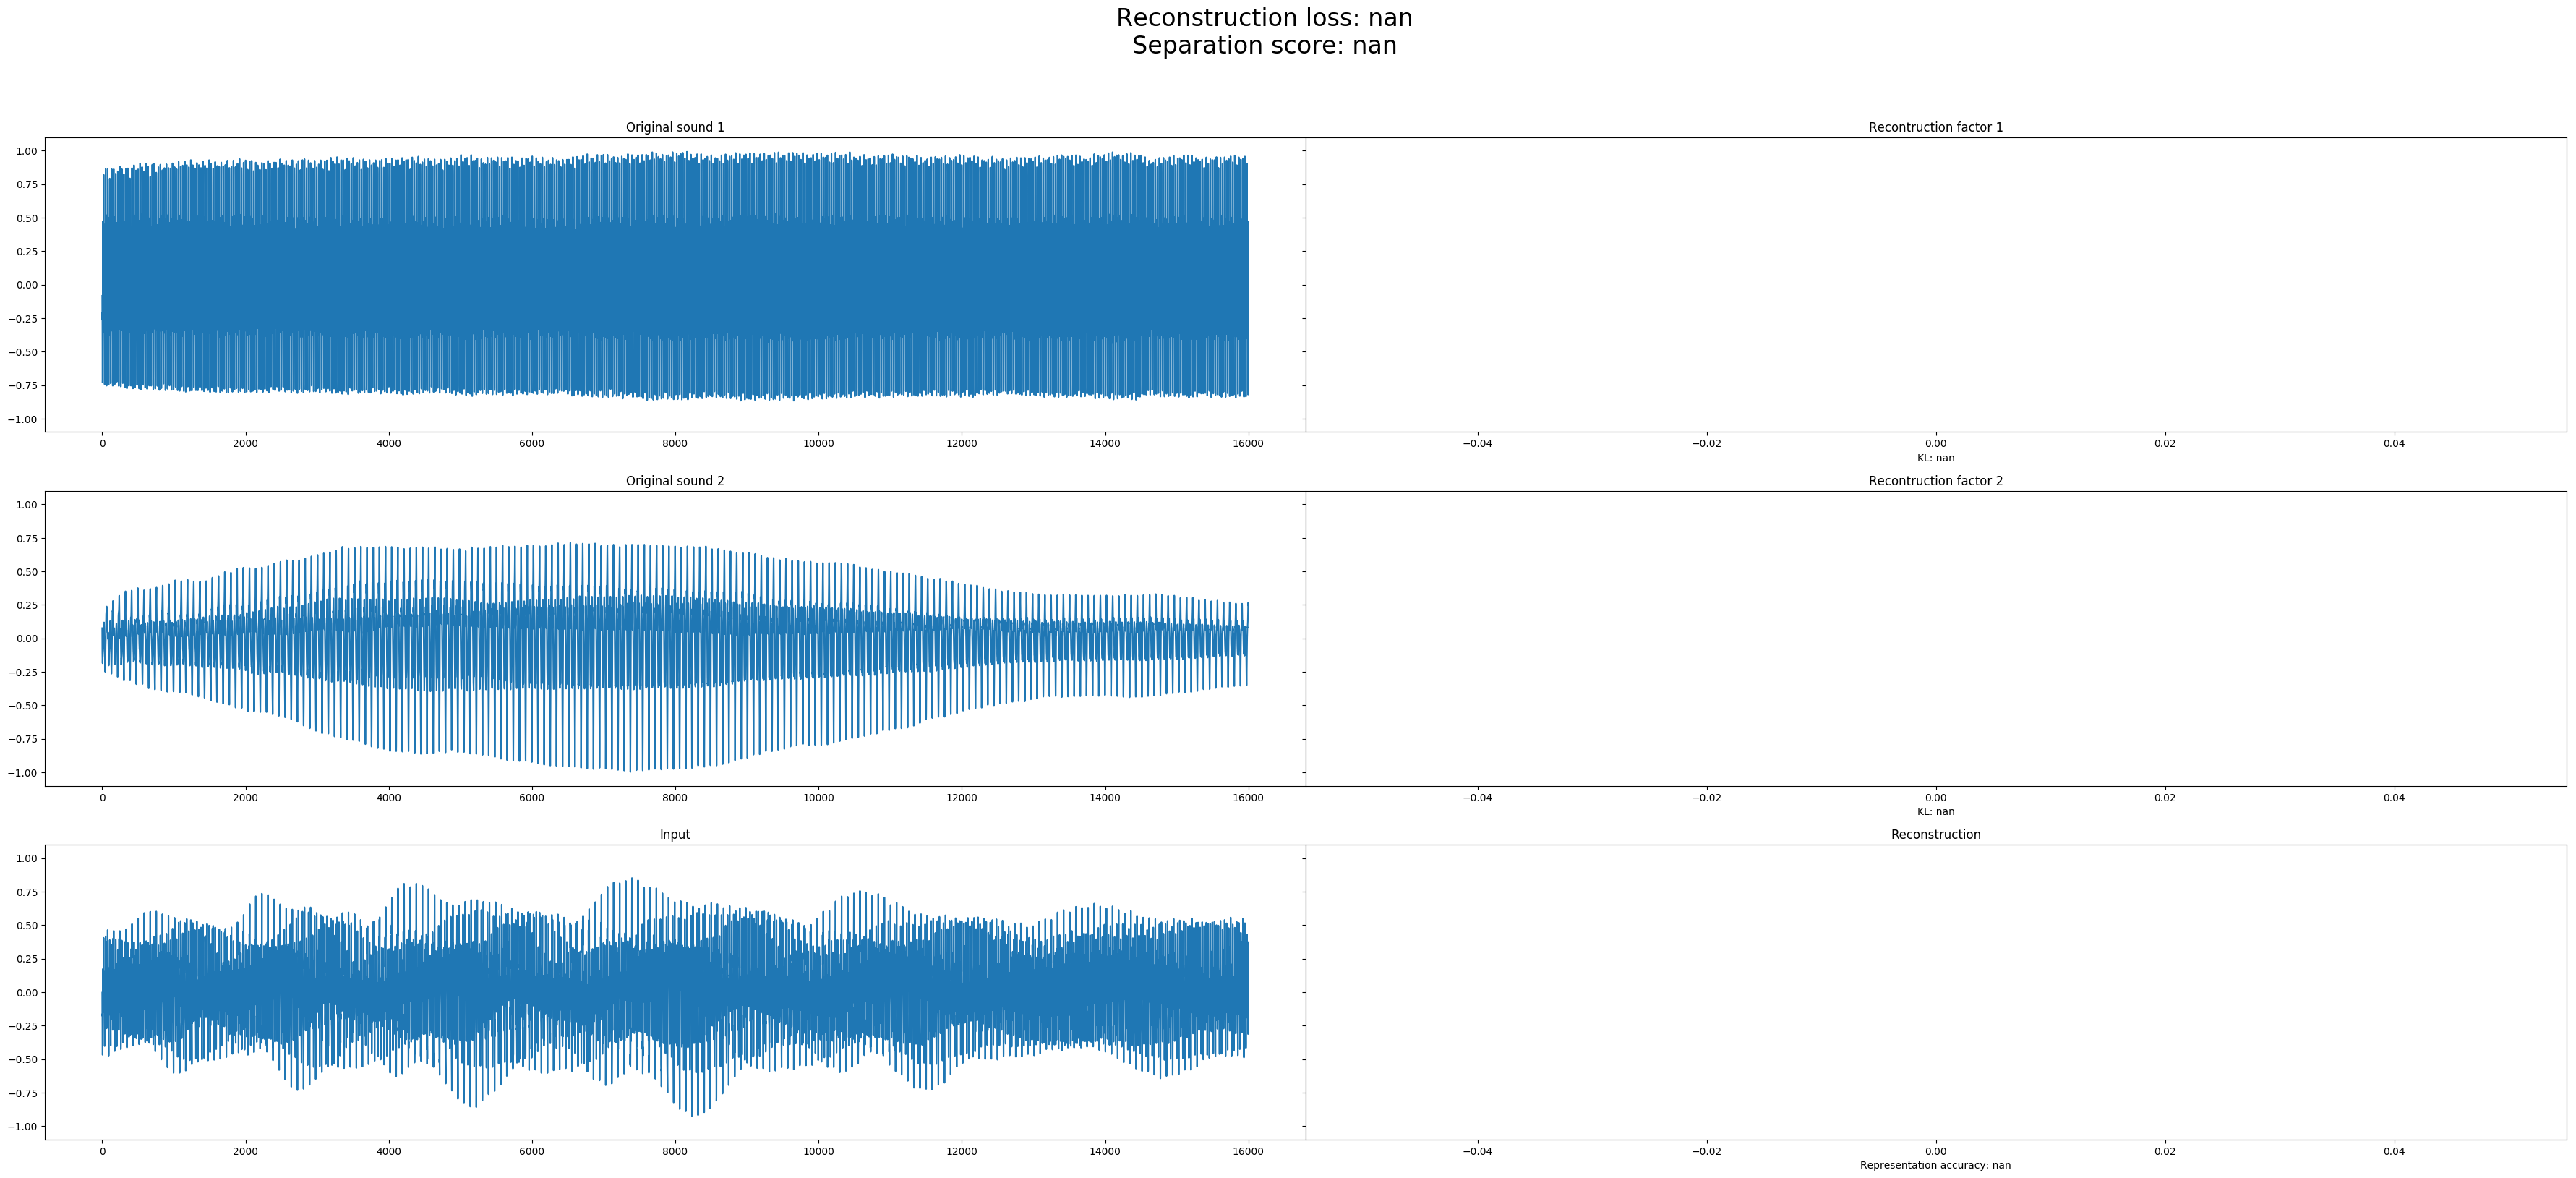 Reconstruction loss: nan
Separation score: nan
Original sound 1
Recontruction factor 1
1.00
0.75
0.50
0.25
0.00
−0.25
−0.50
−0.75
−1.00
0 2000 4000 6000 8000 10000 12000 14000 16000
−0.04 −0.02 0.00 0.02 0.04
KL: nan
Original sound 2
Recontruction factor 2
1.00
0.75
0.50
0.25
0.00
−0.25
−0.50
−0.75
−1.00
0 2000 4000 6000 8000 10000 12000 14000 16000
−0.04 −0.02 0.00 0.02 0.04
KL: nan
Input
Reconstruction
1.00
0.75
0.50
0.25
0.00
−0.25
−0.50
−0.75
−1.00
0 2000 4000 6000 8000 10000 12000 14000 16000
−0.04 −0.02 0.00 0.02 0.04
Representation accuracy: nan